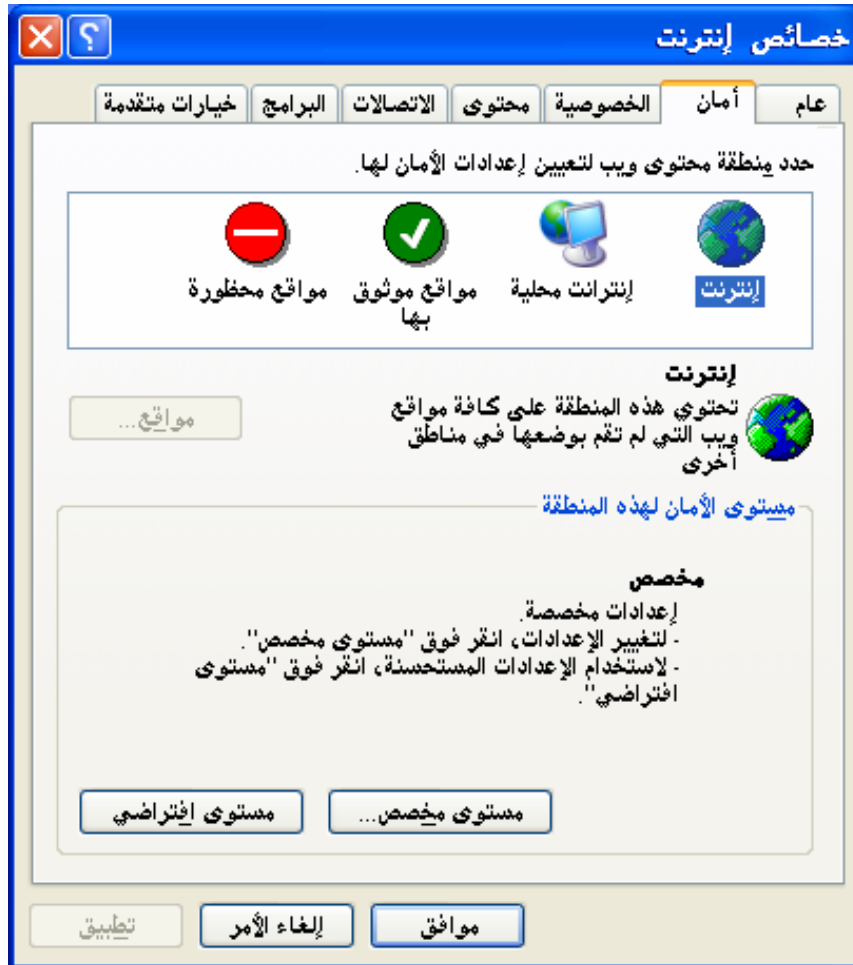 خصائص إنترنت
عام
أمان
الخصوصية
محتوى
الاتصالات
البرامج
خيارات متقدمة
حدد منطقة محتوى ويب لتعيين إعدادات الأمان لها.
إنترنت
إنترانت محلية
مواقع موثوق
بها
مواقع محظورة
إنترنت
تحتوي هذه المنطقة على كافة مواقع
ويب التي لم تقم بوضعها في مناطق
أخرى
مواقع...
مستوى الأمان لهذه المنطقة
مخصص
إعدادات مخصصة.
- لتغيير الإعدادات، انقر فوق "مستوى مخصص".
- لاستخدام الإعدادات المستحسنة، انقر فوق "مستوى
افتراضي".
مستوى مخصص...
مستوى افتراضي
موافق
إلغاء الأمر
تطبيق